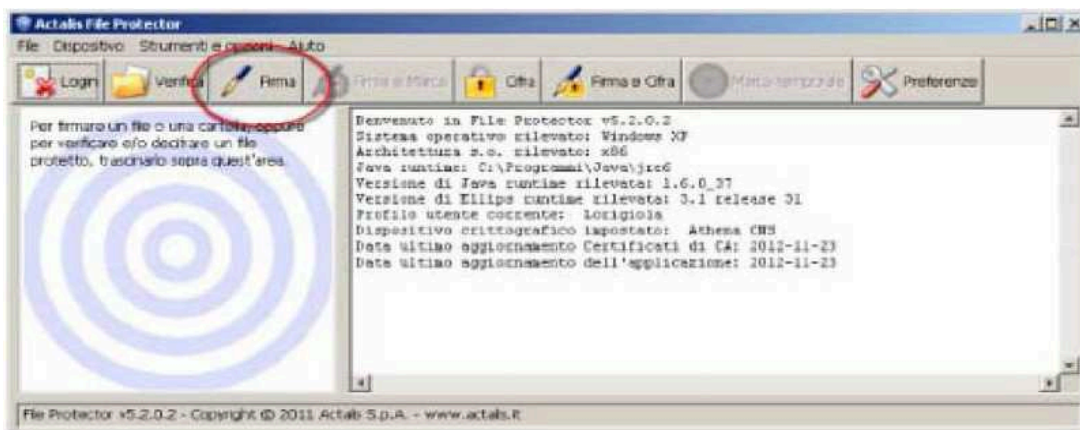 Actalis File Protector
File Dispostivo Strumenti e opzioni Aiuto
Login Verifica Firma Firma e Marca Cifra Firma e Cifra Marca temporale Preferenze
Per firmare un file o una cartella, oppure
per verificare e/o decifrare un file
protetto, trascinarlo sopra quest'area.
Benvenuto in File Protector v5.2.0.2
Sistema operativo rilevato: Windows XP
Architettura s.o. rilevato: x86
Java runtime: C:\Programmi\Java\jre6
Versione di Java runtime rilevata: 1.6.0_37
Versione di Ellips runtime rilevata: 3.1 release 31
Profilo utente corrente: Lorigiola
Dispositivo crittografico impostato: Athena CNS
Data ultimo aggiornamento Certificati di CA: 2012-11-23
Data ultimo aggiornamento dell'applicazione: 2012-11-23
File Protector v5.2.0.2 - Copyright © 2011 Actalis S.p.A. - www.actalis.it